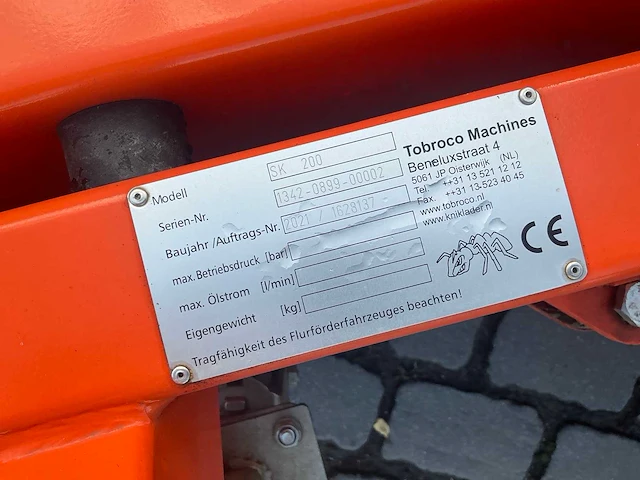 Modell SK 200
Serien-Nr. 1342-0899-00002
Baujahr /Auftrags-Nr. 2021 / 1628137
max. Betriebsdruck [bar]
max. Ölstrom [l/min]
Eigengewicht [kg]
Tragfähigkeit des Flurförderfahrzeuges beachten!
Tobroco Machines
Beneluxstraat 4
5061 JP Oisterwijk (NL)
Tel. ++31 13 521 12 12
Fax. ++31 13-523 40 45
www.tobroco.nl
www.kniklader.nl
CE